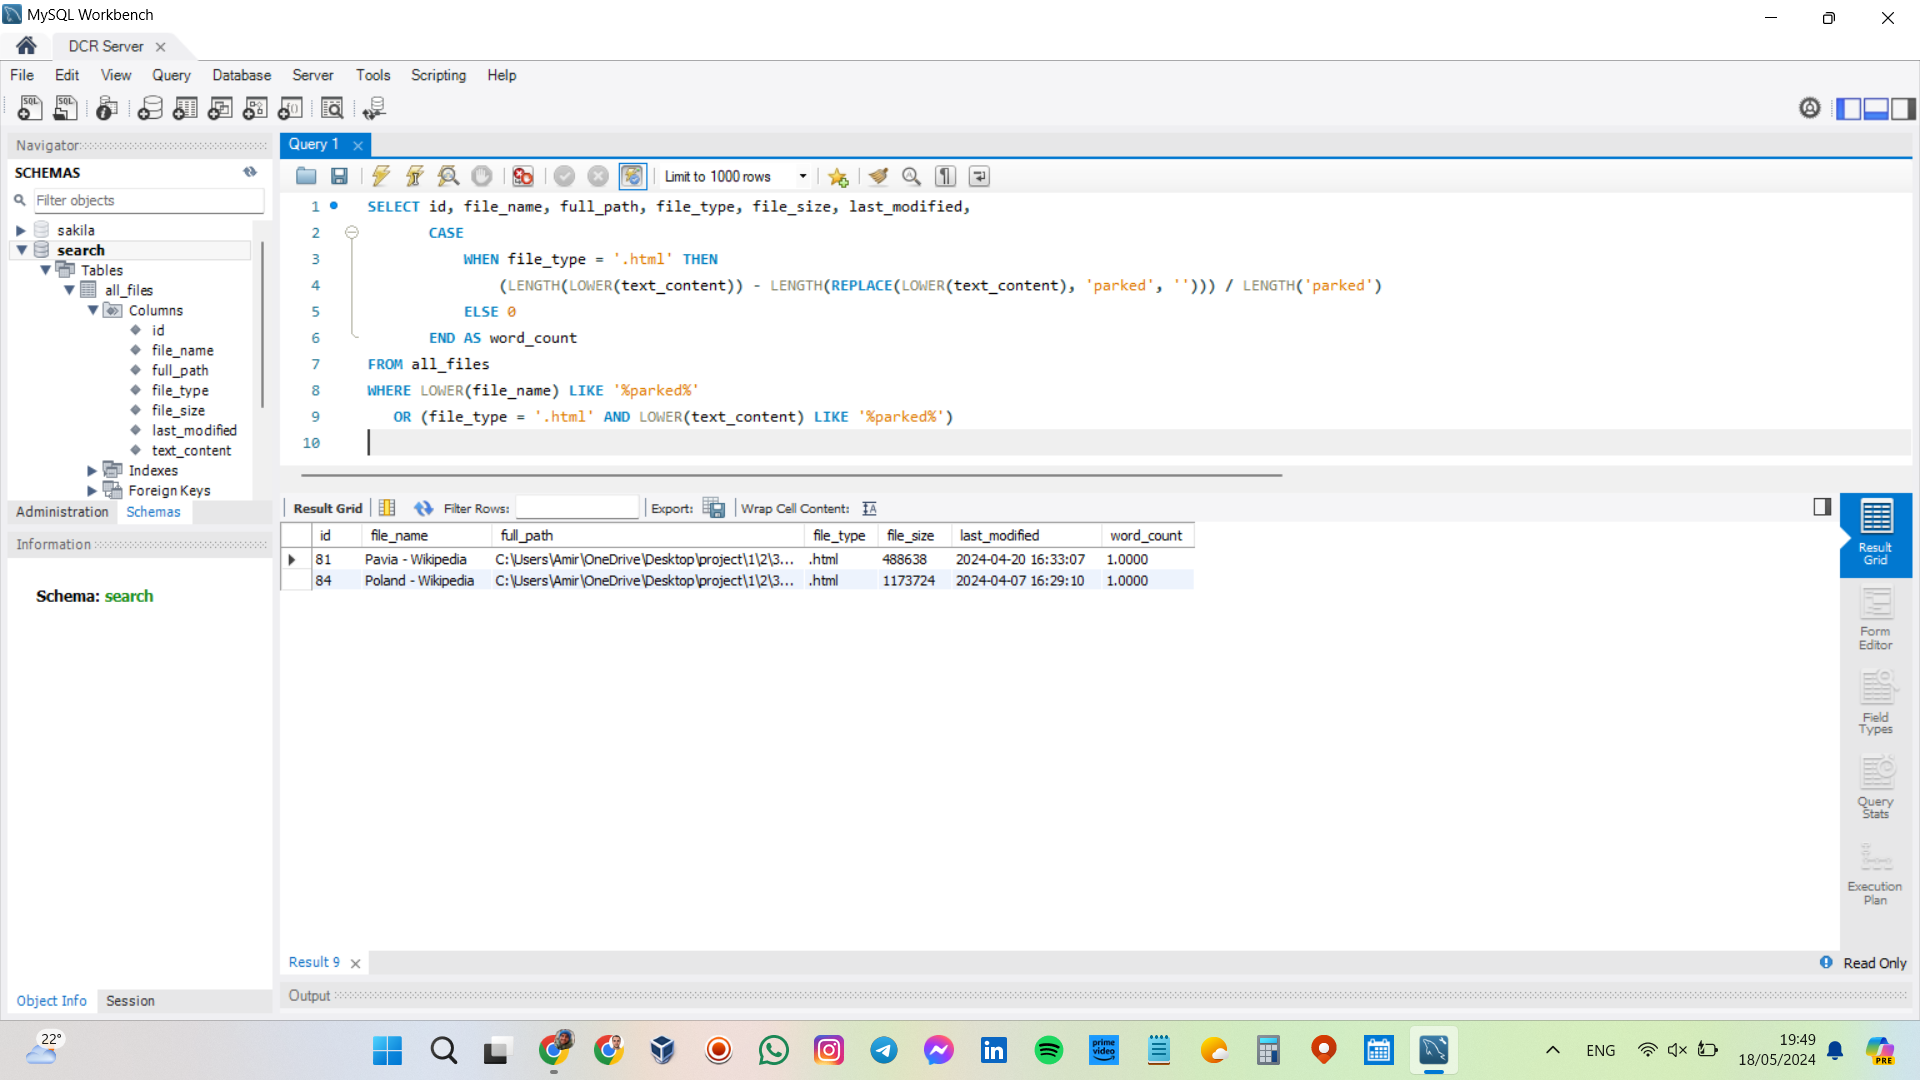 MySQL Workbench
DCR Server
File Edit View Query Database Server Tools Scripting Help
Navigator
SCHEMAS
Filter objects
sakila
search
Tables
all_files
Columns
id
file_name
full_path
file_type
file_size
last_modified
text_content
Indexes
Foreign Keys
Administration Schemas
Information
Schema: search
Object Info Session
Query 1
Limit to 1000 rows
1 SELECT id, file_name, full_path, file_type, file_size, last_modified,
2 CASE
3 WHEN file_type = '.html' THEN
4 (LENGTH(LOWER(text_content)) - LENGTH(REPLACE(LOWER(text_content), 'parked', ''))) / LENGTH('parked')
5 ELSE 0
6 END AS word_count
7 FROM all_files
8 WHERE LOWER(file_name) LIKE '%parked%'
9 OR (file_type = '.html' AND LOWER(text_content) LIKE '%parked%')
10
Result Grid Filter Rows: Export: Wrap Cell Content:
id file_name full_path file_type file_size last_modified word_count
81 Pavia - Wikipedia C:\Users\Amir\OneDrive\Desktop\project\1\2\3... .html 488638 2024-04-20 16:33:07 1.0000
84 Poland - Wikipedia C:\Users\Amir\OneDrive\Desktop\project\1\2\3... .html 1173724 2024-04-07 16:29:10 1.0000
Result
Grid
Form
Editor
Field
Types
Query
Stats
Execution
Plan
Result 9
Read Only
Output
22°
prime
video
ENG
19:49
18/05/2024
PRE